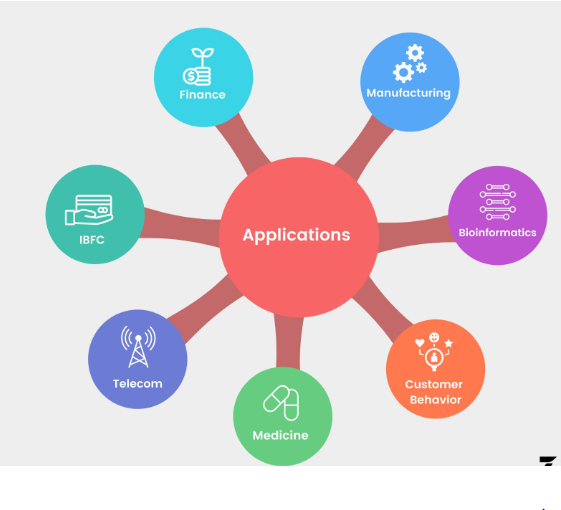 Finance
Manufacturing
Applications
IBFC
Bioinformatics
Telecom
Customer
Behavior
Medicine